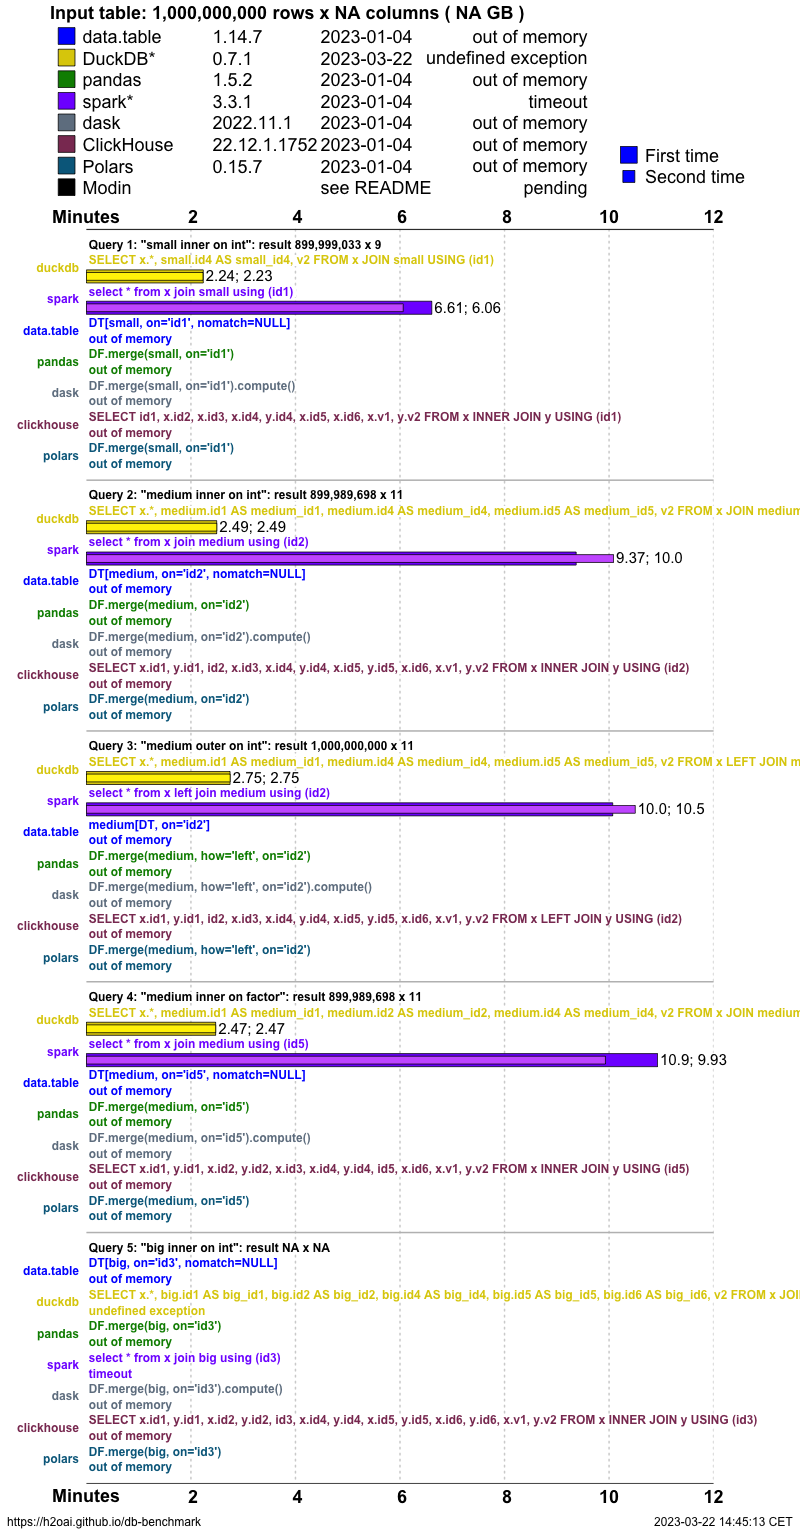 Input table: 1,000,000,000 rows x NA columns ( NA GB )
data.table 1.14.7 2023-01-04 out of memory
DuckDB* 0.7.1 2023-03-22 undefined exception
pandas 1.5.2 2023-01-04 out of memory
spark* 3.3.1 2023-01-04 timeout
dask 2022.11.1 2023-01-04 out of memory
ClickHouse 22.12.1.1752 2023-01-04 out of memory
Polars 0.15.7 2023-01-04 out of memory
Modin see README pending
First time
Second time
Minutes 2 4 6 8 10 12
Query 1: "small inner on int": result 899,999,033 x 9
duckdb SELECT x.*, small.id4 AS small_id4, v2 FROM x JOIN small USING (id1)
2.24; 2.23
spark select * from x join small using (id1)
6.61; 6.06
data.table DT[small, on='id1', nomatch=NULL]
out of memory
pandas DF.merge(small, on='id1')
out of memory
dask DF.merge(small, on='id1').compute()
out of memory
clickhouse SELECT id1, x.id2, x.id3, x.id4, y.id4, x.id5, x.id6, x.v1, y.v2 FROM x INNER JOIN y USING (id1)
out of memory
polars DF.merge(small, on='id1')
out of memory
Query 2: "medium inner on int": result 899,989,698 x 11
duckdb SELECT x.*, medium.id1 AS medium_id1, medium.id4 AS medium_id4, medium.id5 AS medium_id5, v2 FROM x JOIN medium
2.49; 2.49
spark select * from x join medium using (id2)
9.37; 10.0
data.table DT[medium, on='id2', nomatch=NULL]
out of memory
pandas DF.merge(medium, on='id2')
out of memory
dask DF.merge(medium, on='id2').compute()
out of memory
clickhouse SELECT x.id1, y.id1, id2, x.id3, x.id4, y.id4, x.id5, y.id5, x.id6, x.v1, y.v2 FROM x INNER JOIN y USING (id2)
out of memory
polars DF.merge(medium, on='id2')
out of memory
Query 3: "medium outer on int": result 1,000,000,000 x 11
duckdb SELECT x.*, medium.id1 AS medium_id1, medium.id4 AS medium_id4, medium.id5 AS medium_id5, v2 FROM x LEFT JOIN m
2.75; 2.75
spark select * from x left join medium using (id2)
10.0; 10.5
data.table medium[DT, on='id2']
out of memory
pandas DF.merge(medium, how='left', on='id2')
out of memory
dask DF.merge(medium, how='left', on='id2').compute()
out of memory
clickhouse SELECT x.id1, y.id1, id2, x.id3, x.id4, y.id4, x.id5, y.id5, x.id6, x.v1, y.v2 FROM x LEFT JOIN y USING (id2)
out of memory
polars DF.merge(medium, how='left', on='id2')
out of memory
Query 4: "medium inner on factor": result 899,989,698 x 11
duckdb SELECT x.*, medium.id1 AS medium_id1, medium.id2 AS medium_id2, medium.id4 AS medium_id4, v2 FROM x JOIN medium
2.47; 2.47
spark select * from x join medium using (id5)
10.9; 9.93
data.table DT[medium, on='id5', nomatch=NULL]
out of memory
pandas DF.merge(medium, on='id5')
out of memory
dask DF.merge(medium, on='id5').compute()
out of memory
clickhouse SELECT x.id1, y.id1, x.id2, y.id2, x.id3, x.id4, y.id4, id5, x.id6, x.v1, y.v2 FROM x INNER JOIN y USING (id5)
out of memory
polars DF.merge(medium, on='id5')
out of memory
Query 5: "big inner on int": result NA x NA
data.table DT[big, on='id3', nomatch=NULL]
out of memory
duckdb SELECT x.*, big.id1 AS big_id1, big.id2 AS big_id2, big.id4 AS big_id4, big.id5 AS big_id5, big.id6 AS big_id6, v2 FROM x JOI
undefined exception
pandas DF.merge(big, on='id3')
out of memory
spark select * from x join big using (id3)
timeout
dask DF.merge(big, on='id3').compute()
out of memory
clickhouse SELECT x.id1, y.id1, x.id2, y.id2, id3, x.id4, y.id4, x.id5, y.id5, x.id6, y.id6, x.v1, y.v2 FROM x INNER JOIN y USING (id3)
out of memory
polars DF.merge(big, on='id3')
out of memory
Minutes 2 4 6 8 10 12
https://h2oai.github.io/db-benchmark 2023-03-22 14:45:13 CET